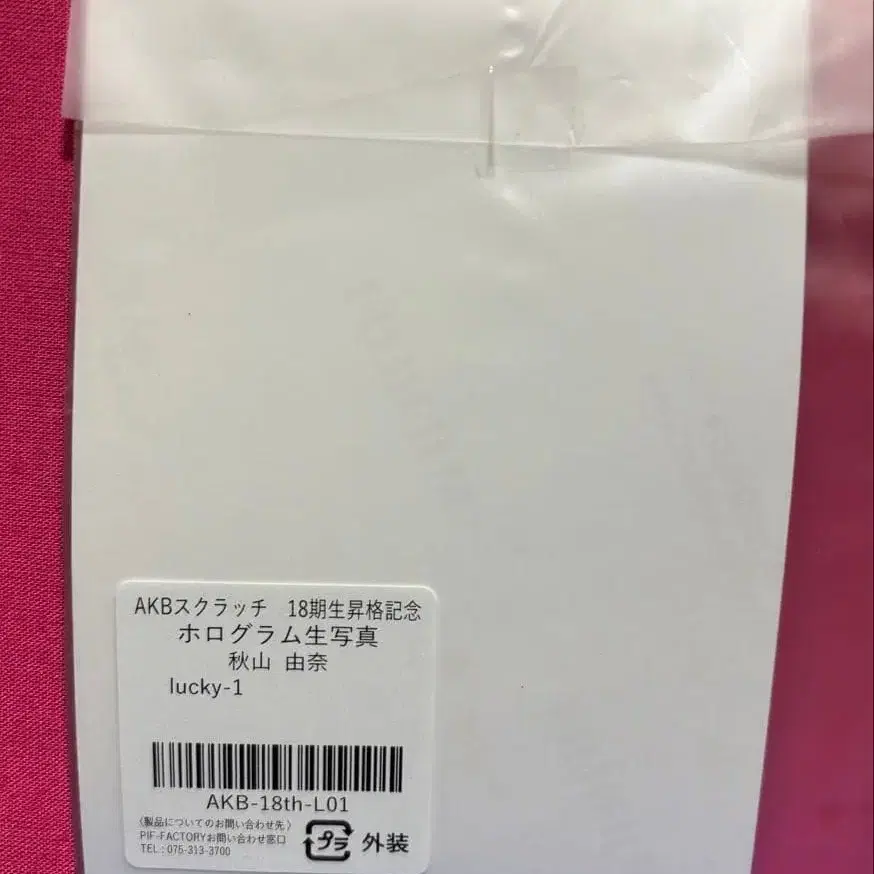 AKBスクラッチ 18期生昇格記念
ホログラム生写真
秋山 由奈
lucky-1
AKB-18th-L01
〈製品についてのお問い合わせ先〉
PIF-FACTORYお問い合わせ窓口
TEL：075-313-3700
プラ 外装